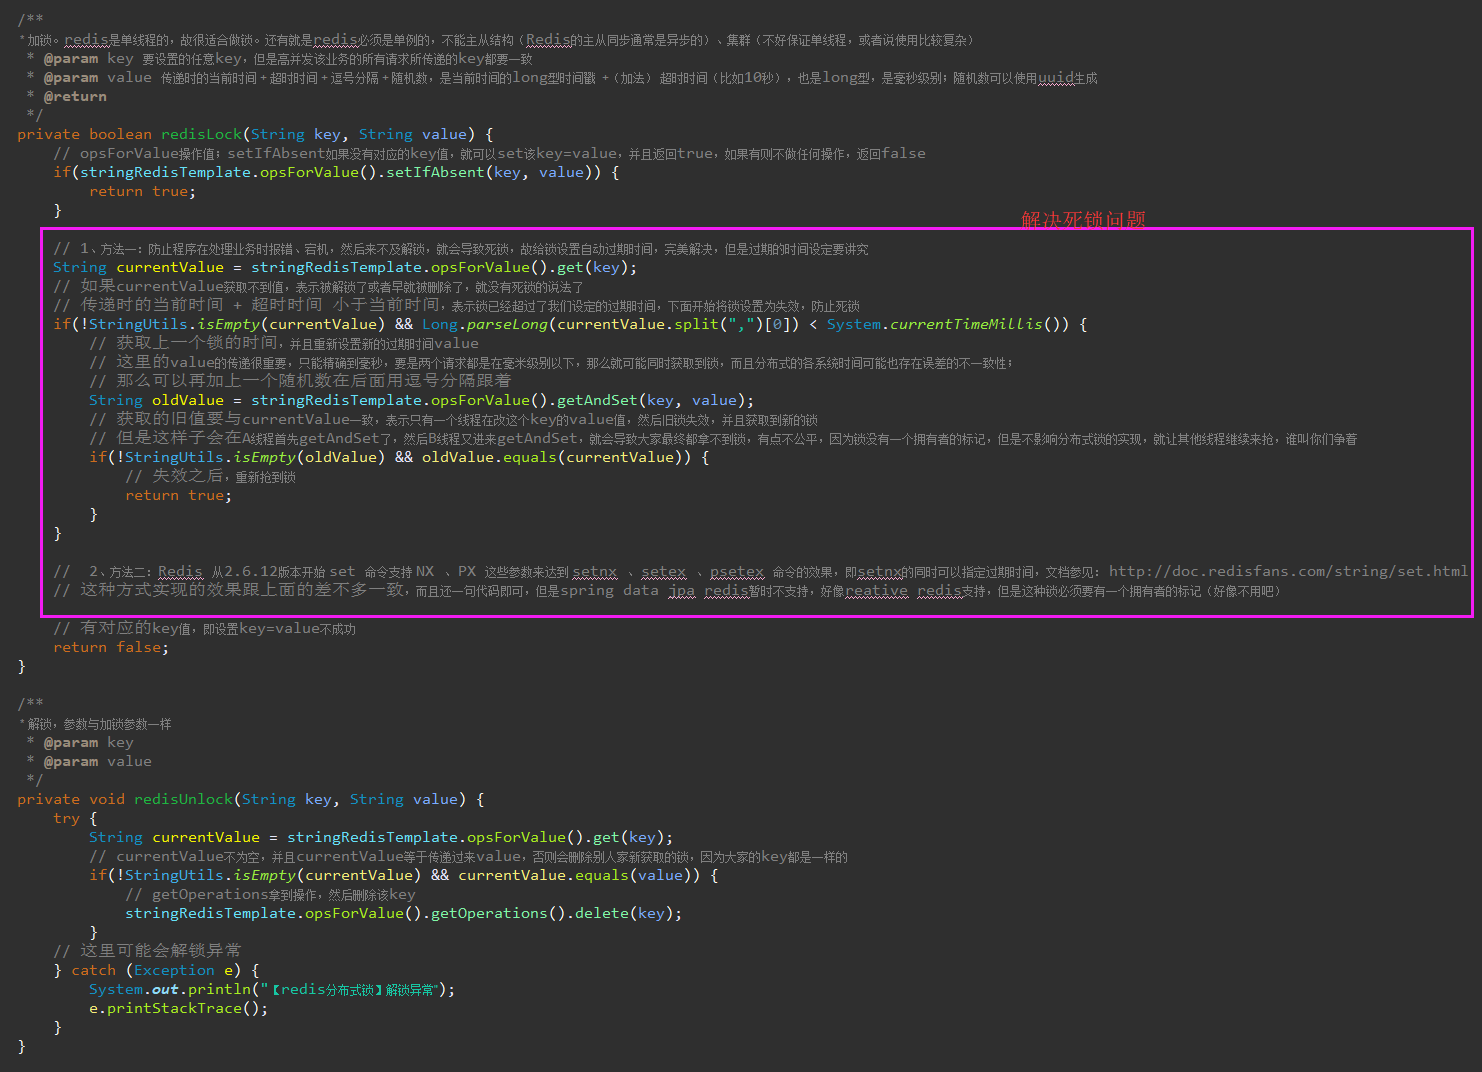 /**
* 加锁。redis是单线程的，故很适合做锁。还有就是redis必须是单例的，不能主从结构（Redis的主从同步通常是异步的）、集群（不好保证单线程，或者说使用比较复杂）
* @param key 要设置的任意key，但是高并发该业务的所有请求所传递的key都要一致
* @param value 传递时的当前时间＋超时时间＋逗号分隔＋随机数，是当前时间的long型时间戳 +（加法）超时时间（比如10秒），也是long型，是毫秒级别；随机数可以使用uuid生成
* @return
*/
private boolean redisLock(String key, String value) {
// opsForValue操作值；setIfAbsent如果没有对应的key值，就可以set该key=value，并且返回true，如果有则不做任何操作，返回false
if(stringRedisTemplate.opsForValue().setIfAbsent(key, value)) {
return true;
}
解决死锁问题
// 1、方法一：防止程序在处理业务时报错、宕机，然后来不及解锁，就会导致死锁，故给锁设置自动过期时间，完美解决，但是过期的时间设定要讲究
String currentValue = stringRedisTemplate.opsForValue().get(key);
// 如果currentValue获取不到值，表示被解锁了或者早就被删除了，就没有死锁的说法了
// 传递时的当前时间 + 超时时间 小于当前时间，表示锁已经超过了我们设定的过期时间，下面开始将锁设置为失效，防止死锁
if(!StringUtils.isEmpty(currentValue) && Long.parseLong(currentValue.split(",")[0]) < System.currentTimeMillis()) {
// 获取上一个锁的时间，并且重新设置新的过期时间value
// 这里的value的传递很重要，只能精确到毫秒，要是两个请求都是在毫米级别以下，那么就可能同时获取到锁，而且分布式的各系统时间可能也存在误差的不一致性；
// 那么可以再加上一个随机数在后面用逗号分隔跟着
String oldValue = stringRedisTemplate.opsForValue().getAndSet(key, value);
// 获取的旧值要与currentValue一致，表示只有一个线程在改这个key的value值，然后旧锁失效，并且获取到新的锁
// 但是这样子会在A线程首先getAndSet了，然后B线程又进来getAndSet，就会导致大家最终都拿不到锁，有点不公平，因为锁没有一个拥有者的标记，但是不影响分布式锁的实现，就让其他线程继续来抢，谁叫你们争着
if(!StringUtils.isEmpty(oldValue) && oldValue.equals(currentValue)) {
// 失效之后，重新抢到锁
return true;
}
}
// 2、方法二：Redis 从2.6.12版本开始 set 命令支持 NX 、PX 这些参数来达到 setnx 、setex 、psetex 命令的效果，即setnx的同时可以指定过期时间，文档参见：http://doc.redisfans.com/string/set.html
// 这种方式实现的效果跟上面的差不多一致，而且还一句代码即可，但是spring data jpa redis暂时不支持，好像reative redis支持，但是这种锁必须要有一个拥有者的标记（好像不用吧）
// 有对应的key值，即设置key=value不成功
return false;
}
/**
* 解锁，参数与加锁参数一样
* @param key
* @param value
*/
private void redisUnlock(String key, String value) {
try {
String currentValue = stringRedisTemplate.opsForValue().get(key);
// currentValue不为空，并且currentValue等于传递过来value，否则会删除别人家新获取的锁，因为大家的key都是一样的
if(!StringUtils.isEmpty(currentValue) && currentValue.equals(value)) {
// getOperations拿到操作，然后删除该key
stringRedisTemplate.opsForValue().getOperations().delete(key);
}
// 这里可能会解锁异常
} catch (Exception e) {
System.out.println("【redis分布式锁】解锁异常");
e.printStackTrace();
}
}